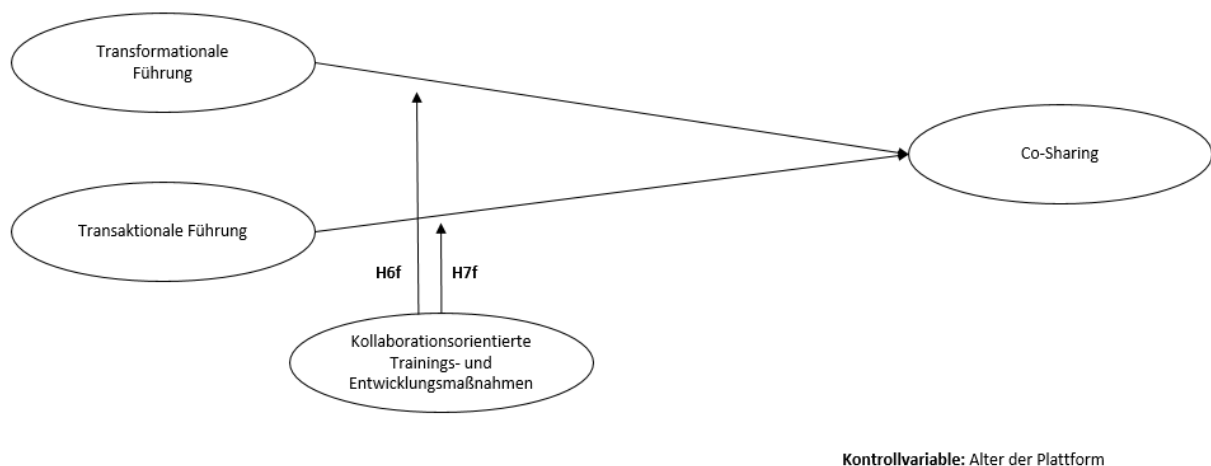 Transformationale
Führung
Co-Sharing
Transaktionale Führung
H6f
H7f
Kollaborationsorientierte
Trainings- und
Entwicklungsmaßnahmen
Kontrollvariable: Alter der Plattform